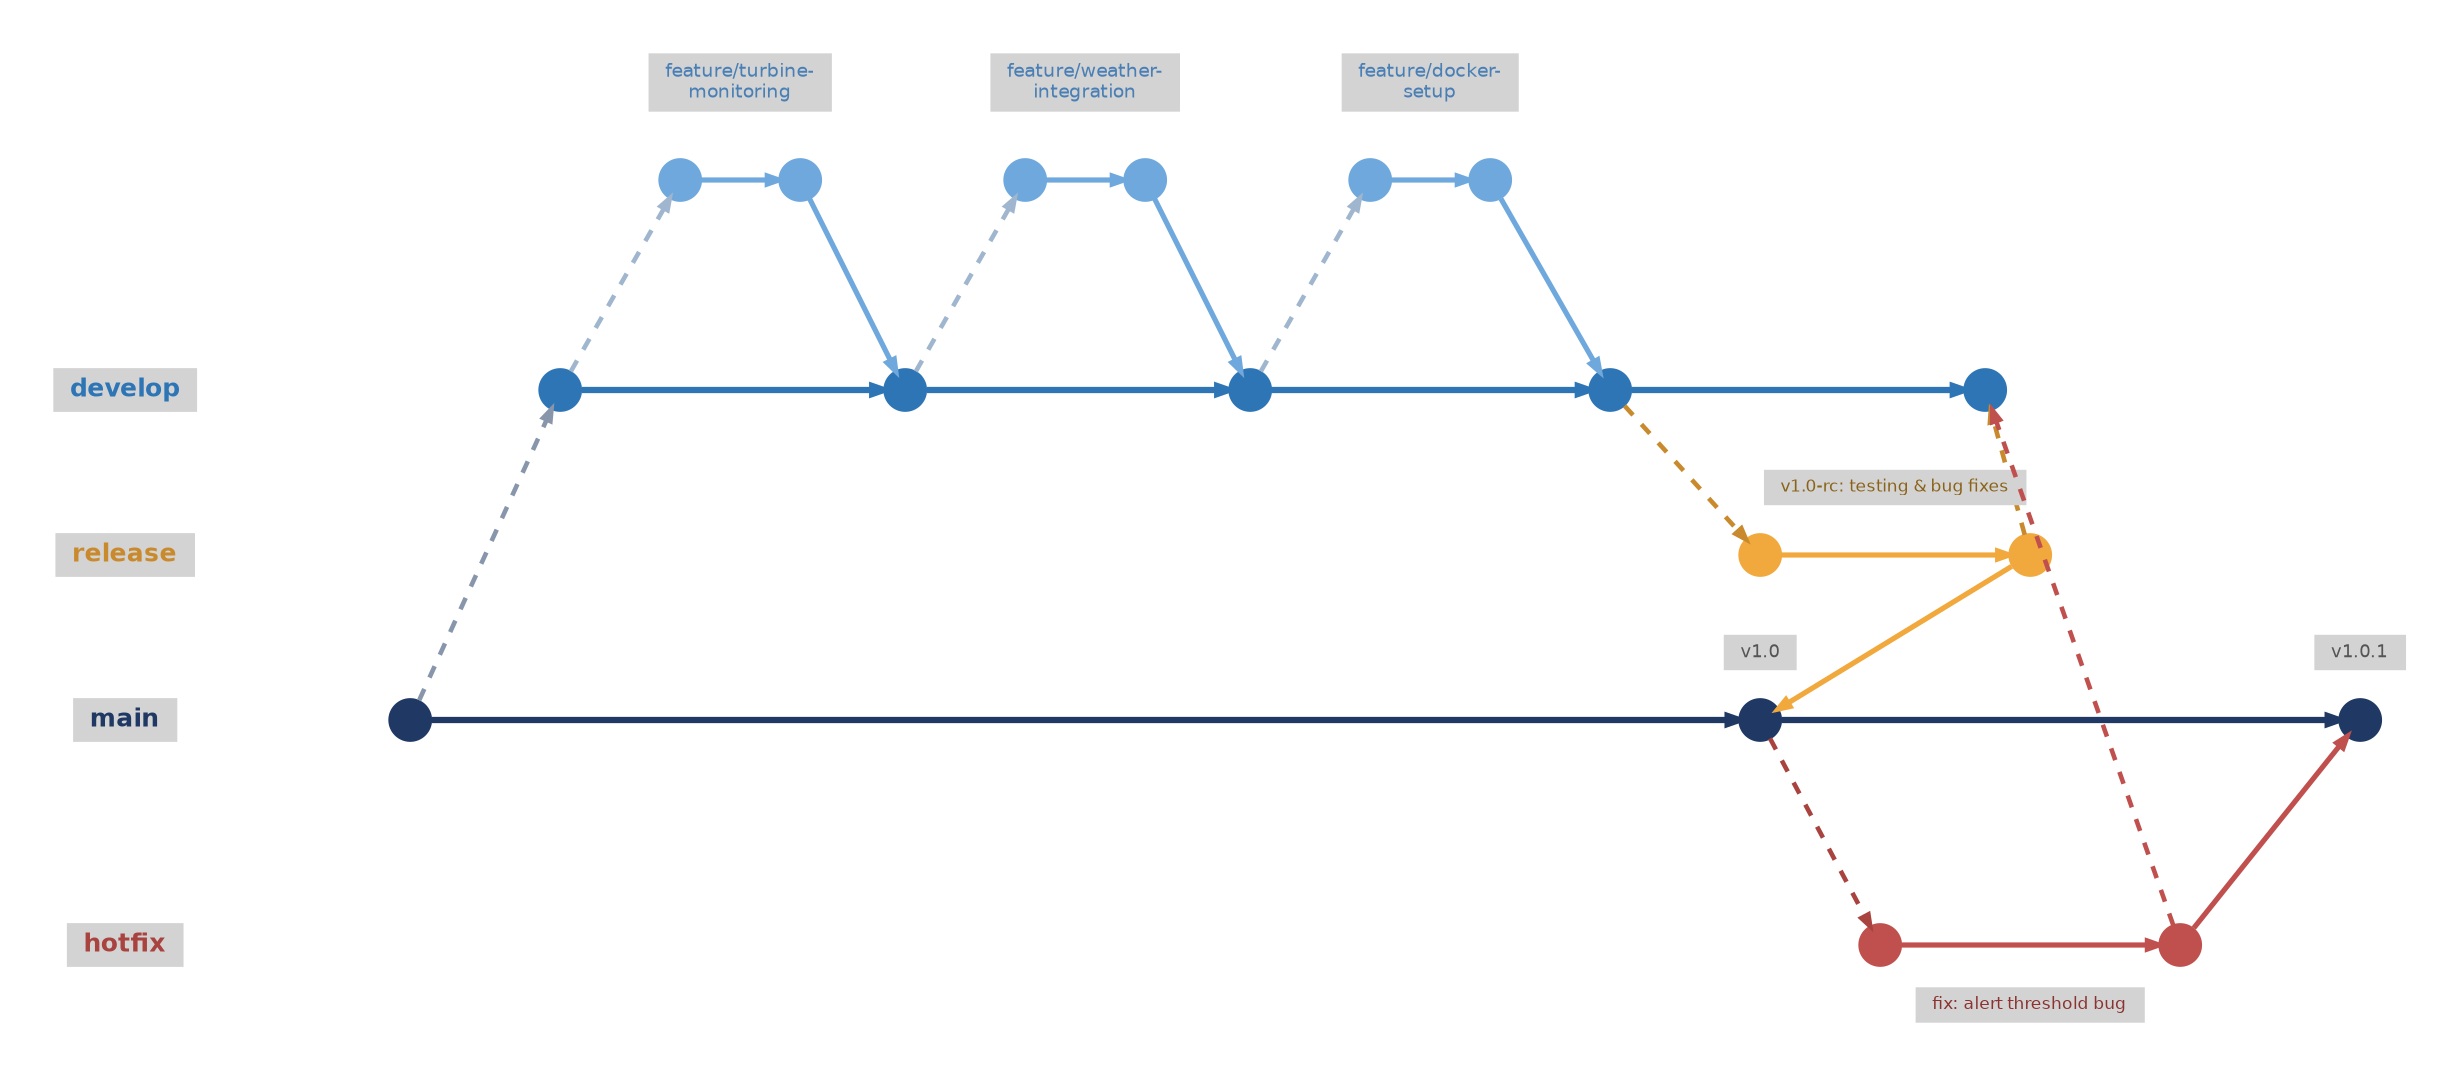 feature/turbine-
monitoring
feature/weather-
integration
feature/docker-
setup
develop
v1.0-rc: testing & bug fixes
release
v1.0
v1.0.1
main
hotfix
fix: alert threshold bug